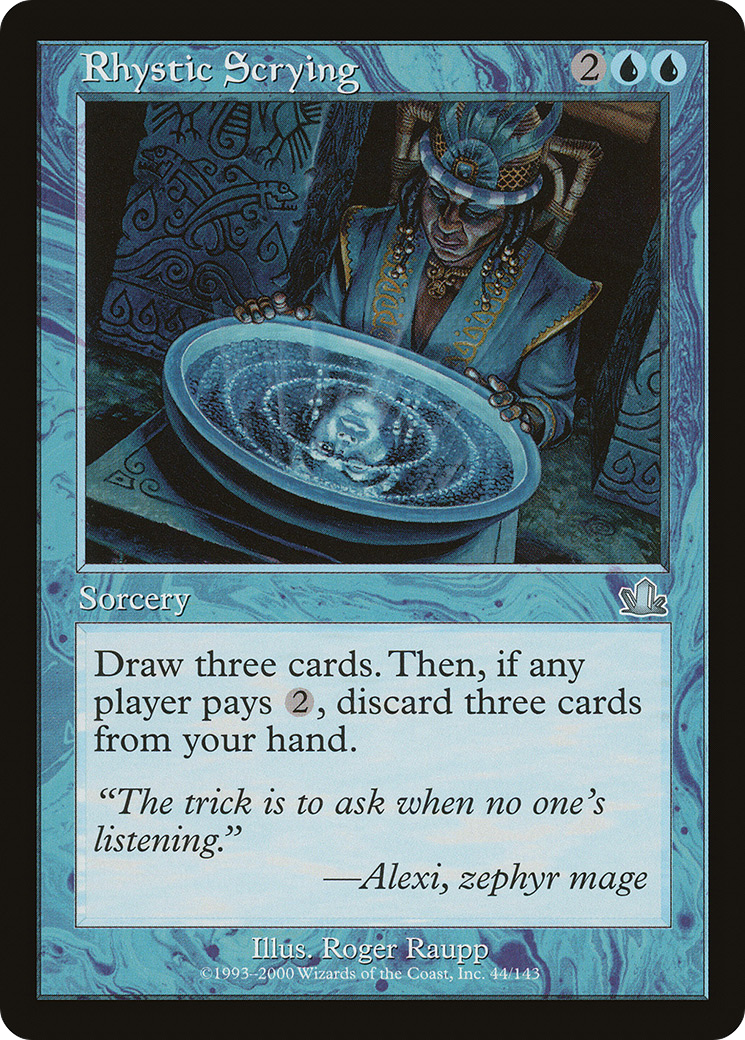 Rhystic Scrying 2
Sorcery
Draw three cards. Then, if any
player pays 2, discard three cards
from your hand.
“The trick is to ask when no one’s
listening.”
—Alexi, zephyr mage
Illus. Roger Raupp
©1993–2000 Wizards of the Coast, Inc. 44/143